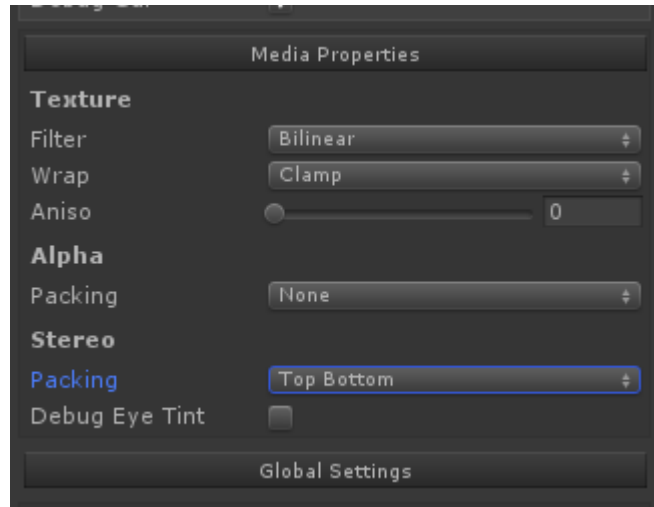 Media Properties
Texture
Filter Bilinear
Wrap Clamp
Aniso 0
Alpha
Packing None
Stereo
Packing Top Bottom
Debug Eye Tint
Global Settings